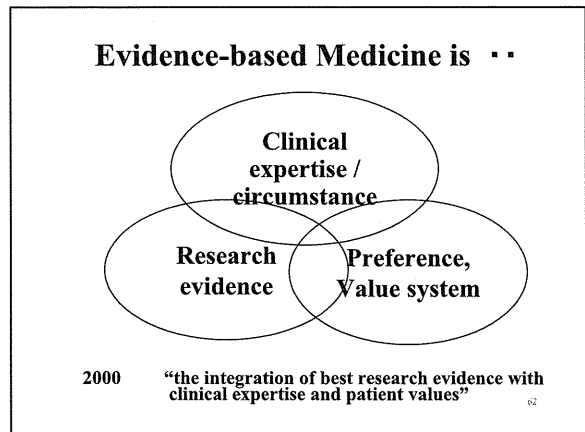 Evidence-based Medicine is ··
Clinical
expertise /
circumstance
Research
evidence
Preference,
Value system
2000 "the integration of best research evidence with
clinical expertise and patient values"
62